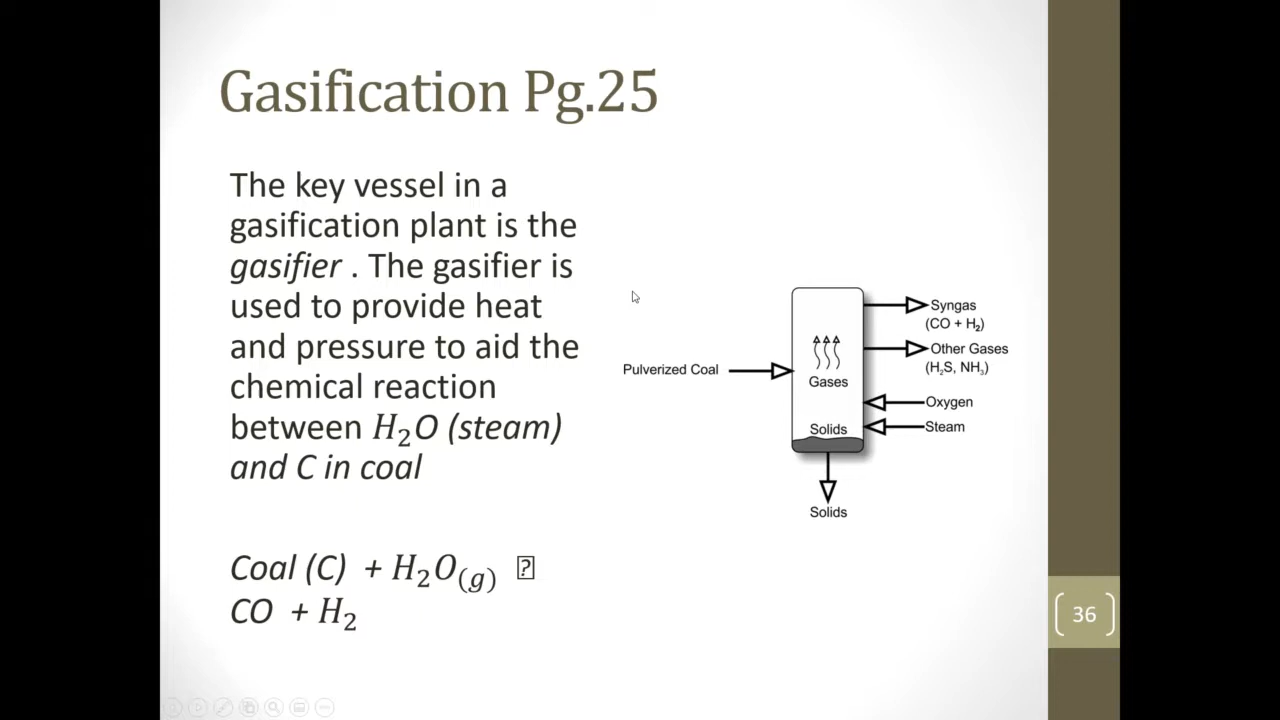 Gasification Pg.25
The key vessel in a
gasification plant is the
gasifier . The gasifier is
used to provide heat
and pressure to aid the
chemical reaction
between H₂O (steam)
and C in coal
Coal (C) + H₂O₍g₎ ⍰
CO + H₂
Pulverized Coal
Gases
Solids
Syngas
(CO + H₂)
Other Gases
(H₂S, NH₃)
Oxygen
Steam
Solids
36